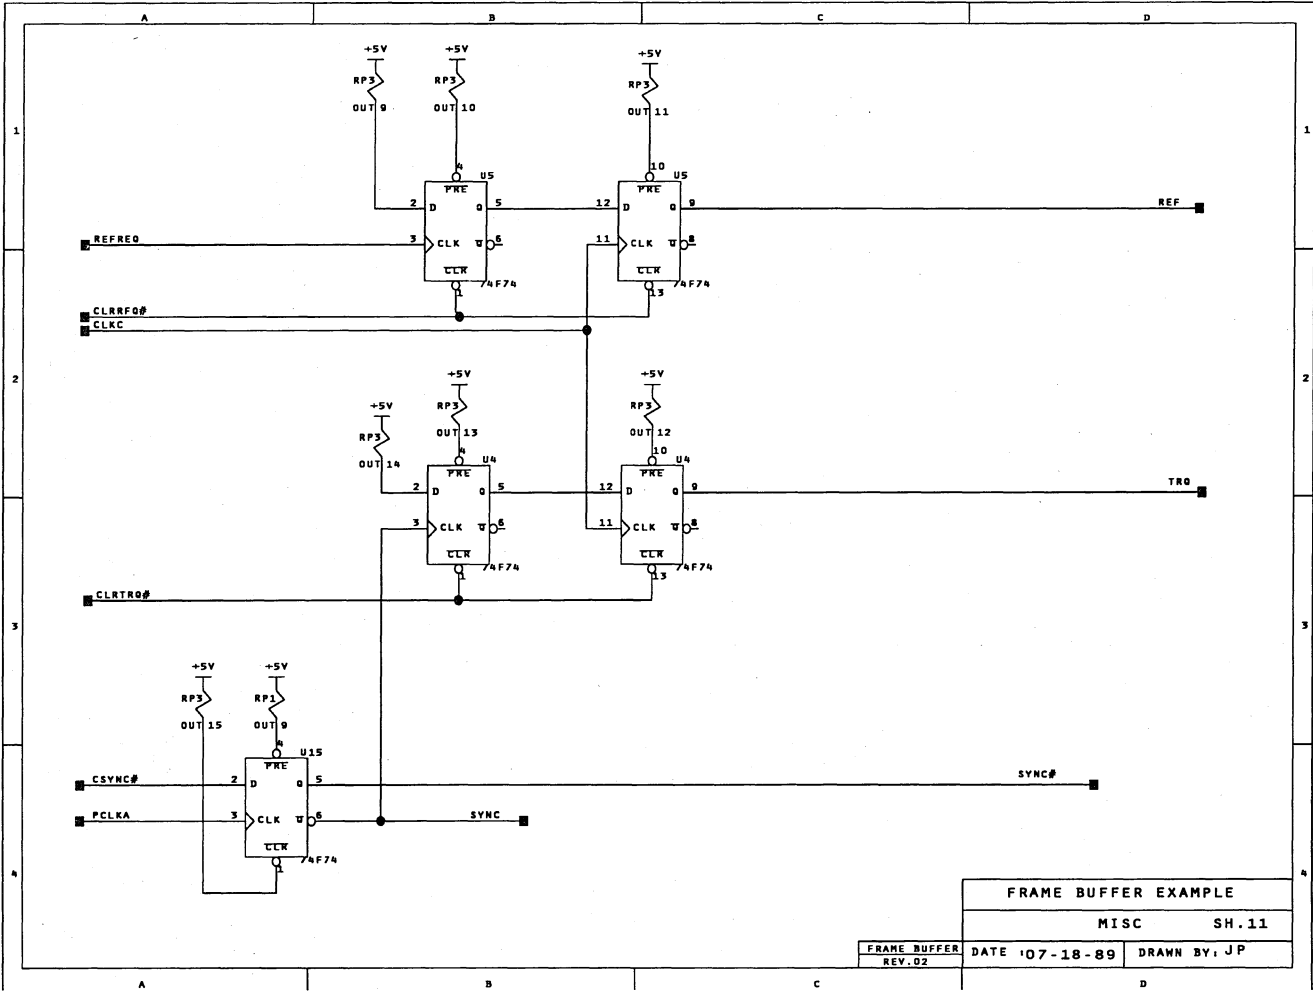 A B C D
+5V +5V +5V
RP3 RP3 RP3
OUT 9 OUT 10 OUT 11
1 1
4 U5 10 U5
PRE PRE
2 D Q 5 12 D Q 9 REF
REFREQ 3 CLK Q 6 11 CLK Q 8
CLR CLR
1 74F74 13 74F74
CLRRFQ#
CLKC
2 2
+5V +5V +5V
RP3 RP3 RP3
OUT 14 OUT 13 OUT 12
4 U4 10 U4
PRE PRE
2 D Q 5 12 D Q 9 TRQ
3 CLK Q 6 11 CLK Q 8
CLR CLR
1 74F74 13 74F74
CLRTRQ#
3 3
+5V +5V
RP3 RP1
OUT 15 OUT 9
4 U15
PRE
CSYNC# 2 D Q 5 SYNC#
PCLKA 3 CLK Q 6 SYNC
CLR
1 74F74
4 4
FRAME BUFFER EXAMPLE
MISC SH.11
FRAME BUFFER
REV.02
DATE :07-18-89 DRAWN BY: JP
A B C D